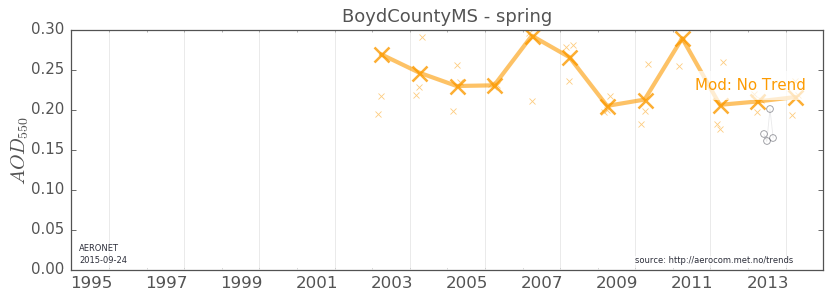 BoydCountyMS - spring
0.30
0.25
0.20
0.15
0.10
0.05
0.00
AOD550
Mod: No Trend
AERONET
2015-09-24
source: http://aerocom.met.no/trends
1995 1997 1999 2001 2003 2005 2007 2009 2011 2013